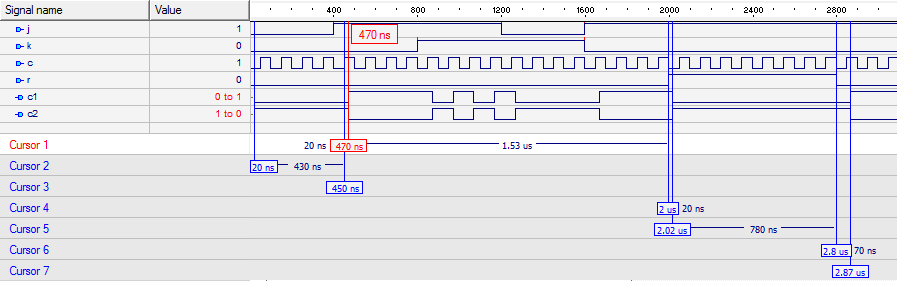 Signal name Value 400 800 1200 1600 2000 2400 2800
j 1 470 ns
k 0
c 1
r 0
c1 0 to 1
c2 1 to 0
Cursor 1 20 ns 470 ns 1.53 us
Cursor 2 20 ns 430 ns
Cursor 3 450 ns
Cursor 4 2 us 20 ns
Cursor 5 2.02 us 780 ns
Cursor 6 2.8 us 70 ns
Cursor 7 2.87 us